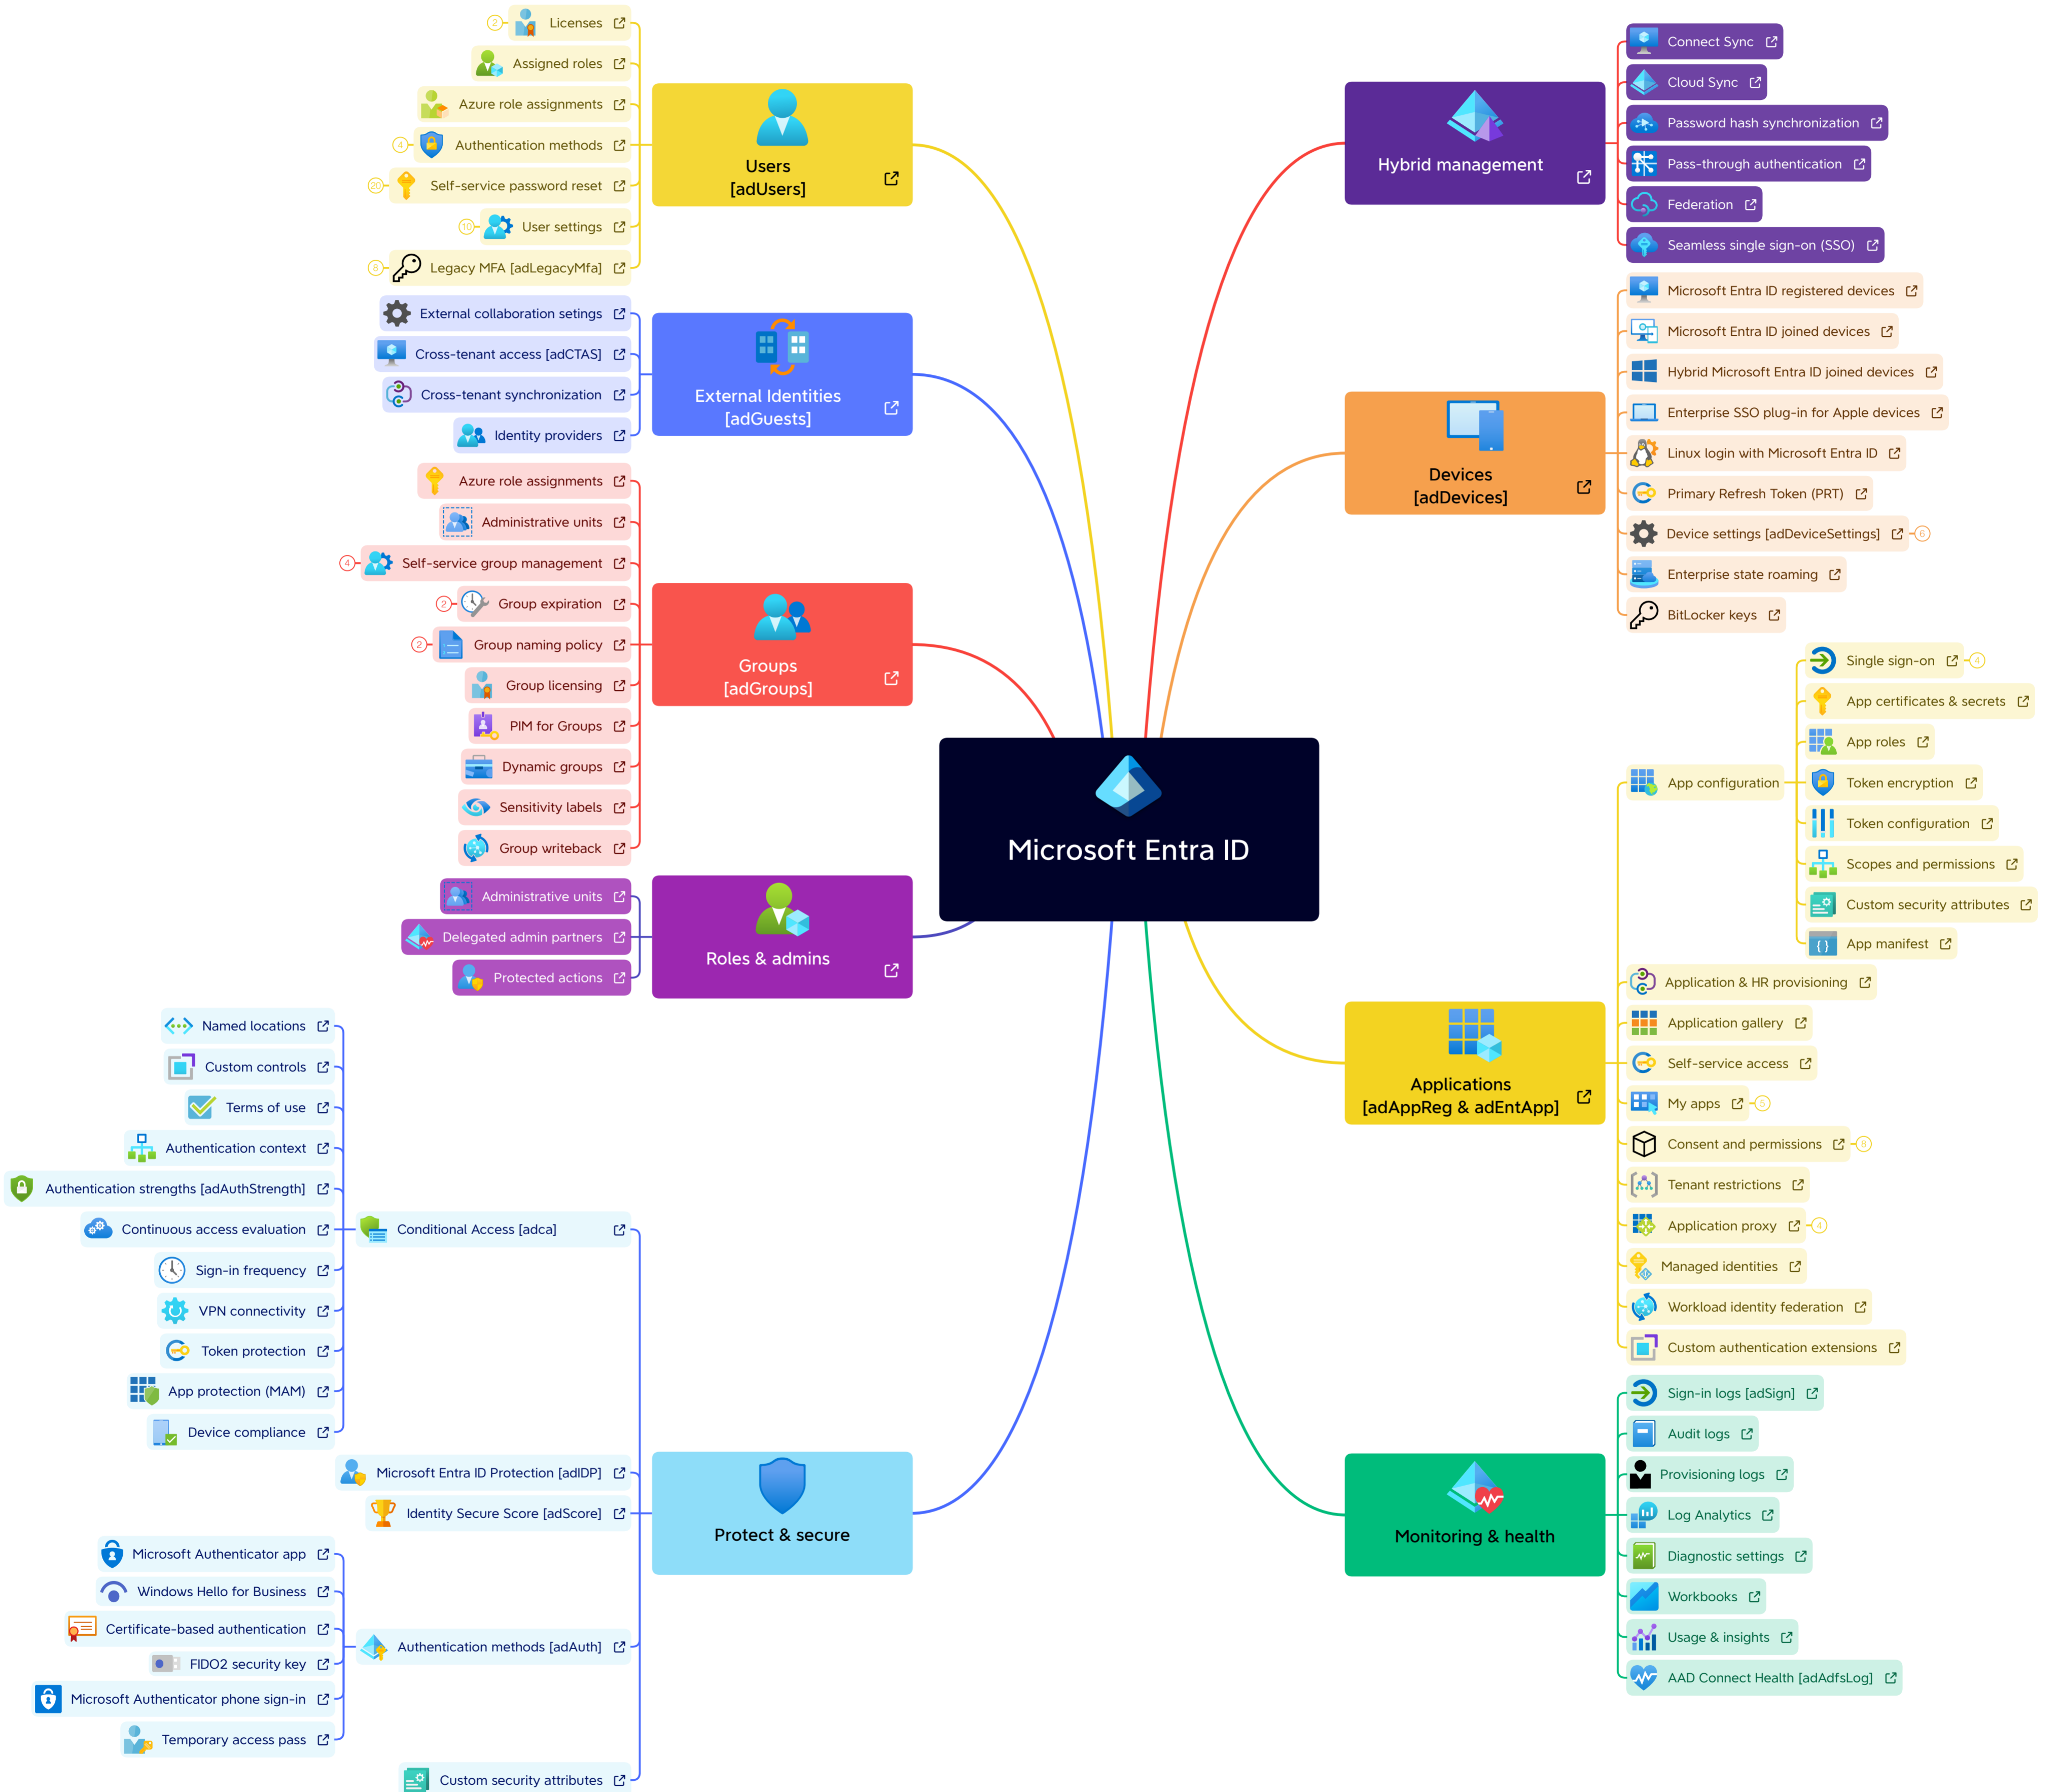 Microsoft Entra ID
Users
[adUsers]
2
Licenses
Assigned roles
Azure role assignments
4
Authentication methods
20
Self-service password reset
10
User settings
8
Legacy MFA [adLegacyMfa]
External Identities
[adGuests]
External collaboration setings
Cross-tenant access [adCTAS]
Cross-tenant synchronization
Identity providers
Groups
[adGroups]
Azure role assignments
Administrative units
4
Self-service group management
2
Group expiration
2
Group naming policy
Group licensing
PIM for Groups
Dynamic groups
Sensitivity labels
Group writeback
Roles & admins
Administrative units
Delegated admin partners
Protected actions
Protect & secure
Conditional Access [adca]
Named locations
Custom controls
Terms of use
Authentication context
Authentication strengths [adAuthStrength]
Continuous access evaluation
Sign-in frequency
VPN connectivity
Token protection
App protection (MAM)
Device compliance
Microsoft Entra ID Protection [adIDP]
Identity Secure Score [adScore]
Authentication methods [adAuth]
Microsoft Authenticator app
Windows Hello for Business
Certificate-based authentication
FIDO2 security key
Microsoft Authenticator phone sign-in
Temporary access pass
Custom security attributes
Hybrid management
Connect Sync
Cloud Sync
Password hash synchronization
Pass-through authentication
Federation
Seamless single sign-on (SSO)
Devices
[adDevices]
Microsoft Entra ID registered devices
Microsoft Entra ID joined devices
Hybrid Microsoft Entra ID joined devices
Enterprise SSO plug-in for Apple devices
Linux login with Microsoft Entra ID
Primary Refresh Token (PRT)
Device settings [adDeviceSettings]
6
Enterprise state roaming
BitLocker keys
Applications
[adAppReg & adEntApp]
App configuration
Single sign-on
4
App certificates & secrets
App roles
Token encryption
Token configuration
Scopes and permissions
Custom security attributes
App manifest
Application & HR provisioning
Application gallery
Self-service access
My apps
5
Consent and permissions
8
Tenant restrictions
Application proxy
4
Managed identities
Workload identity federation
Custom authentication extensions
Monitoring & health
Sign-in logs [adSign]
Audit logs
Provisioning logs
Log Analytics
Diagnostic settings
Workbooks
Usage & insights
AAD Connect Health [adAdfsLog]